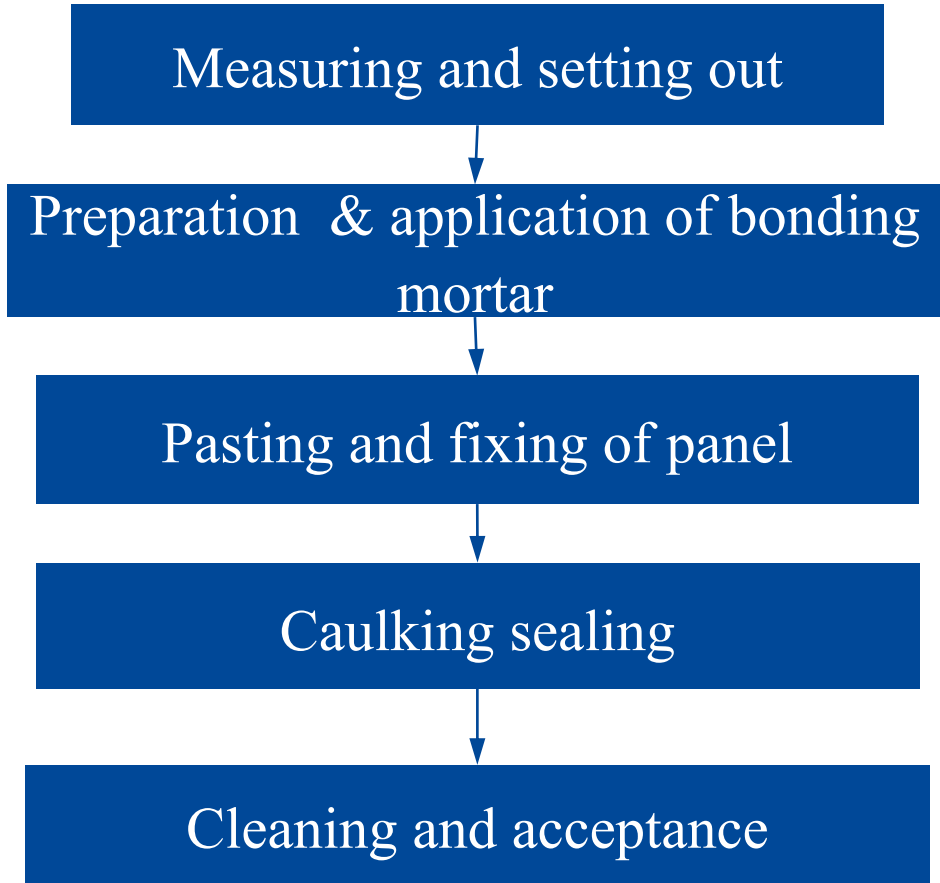 Measuring and setting out
Preparation  & application of bonding
mortar
Pasting and fixing of panel
Caulking sealing
Cleaning and acceptance